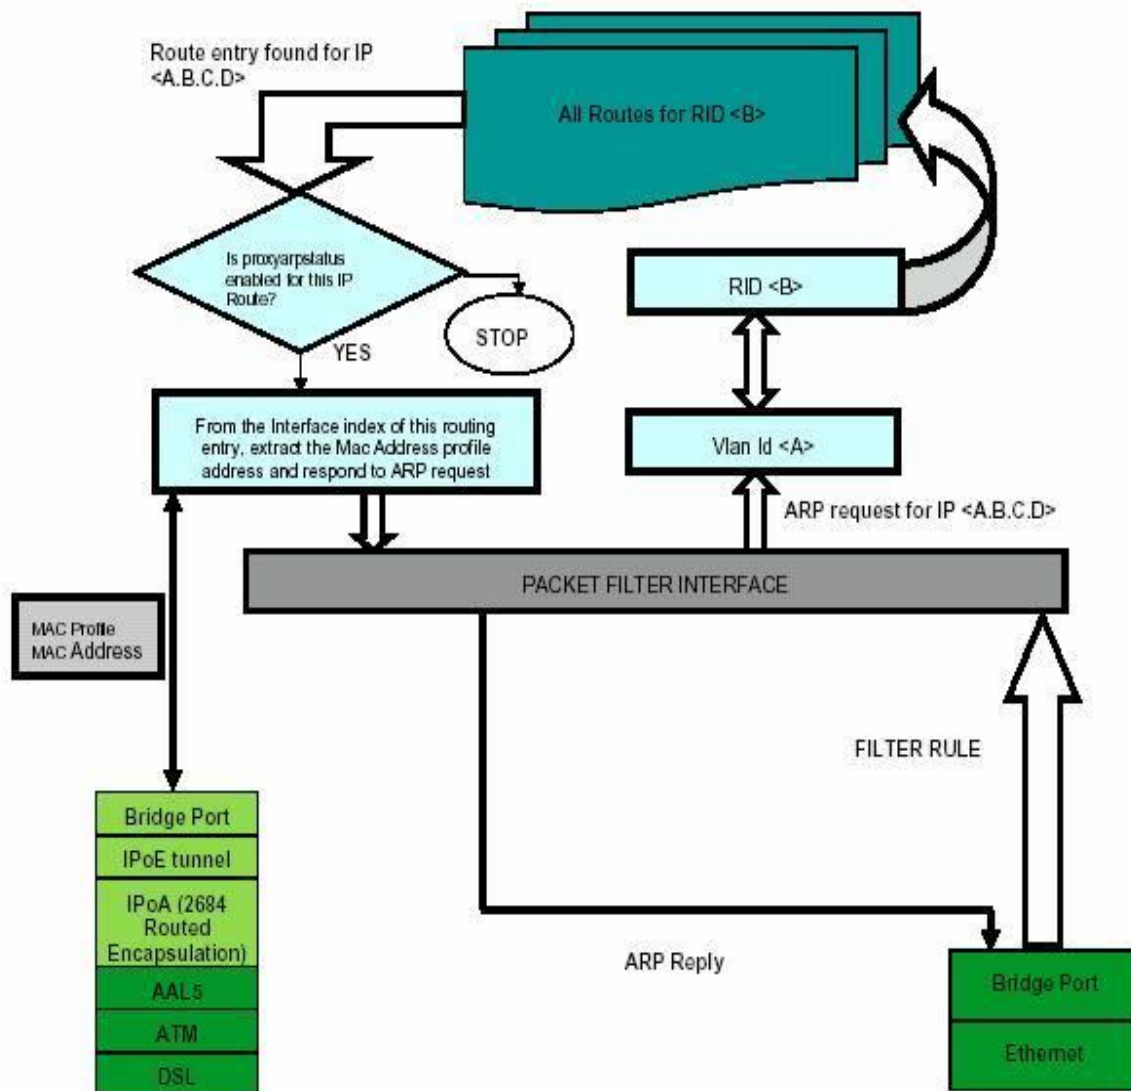 Route entry found for IP
<A.B.C.D>
All Routes for RID <B>
Is proxyarpstatus
enabled for this IP
Route?
RID <B>
STOP
YES
From the Interface index of this routing
entry, extract the Mac Address profile
address and respond to ARP request
Vlan Id <A>
ARP request for IP <A.B.C.D>
PACKET FILTER INTERFACE
MAC Profile
MAC Address
FILTER RULE
Bridge Port
IPoE tunnel
IPoA (2684
Routed
Encapsulation)
AAL5
ATM
DSL
ARP Reply
Bridge Port
Ethernet